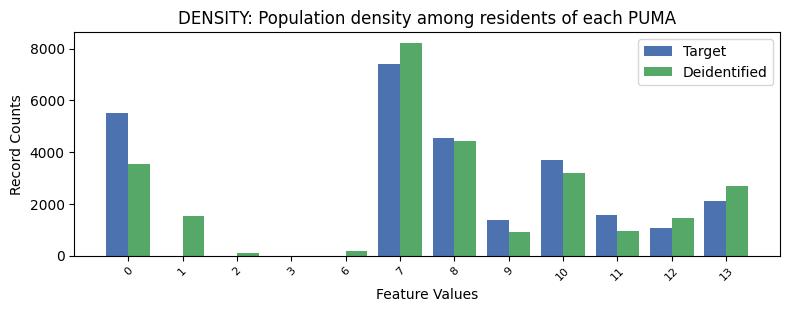 DENSITY: Population density among residents of each PUMA
Target
Deidentified
Record Counts
8000
6000
4000
2000
0
0 1 2 3 6 7 8 9 10 11 12 13
Feature Values